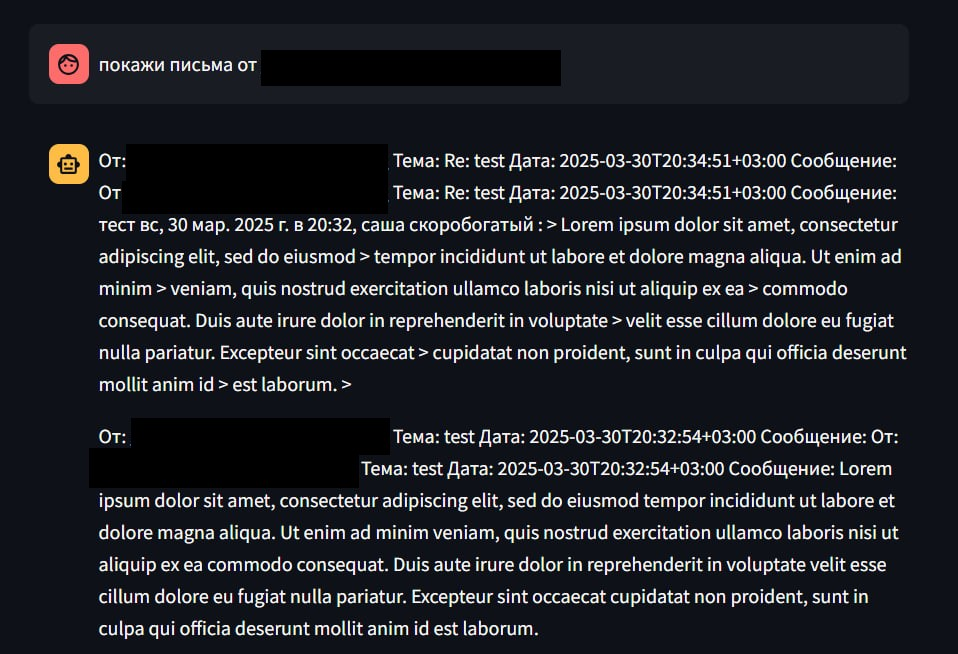 покажи письма от
От: Тема: Re: test Дата: 2025-03-30T20:34:51+03:00 Сообщение:
От Тема: Re: test Дата: 2025-03-30T20:34:51+03:00 Сообщение:
тест вс, 30 мар. 2025 г. в 20:32, саша скоробогатый : > Lorem ipsum dolor sit amet, consectetur
adipiscing elit, sed do eiusmod > tempor incididunt ut labore et dolore magna aliqua. Ut enim ad
minim > veniam, quis nostrud exercitation ullamco laboris nisi ut aliquip ex ea > commodo
consequat. Duis aute irure dolor in reprehenderit in voluptate > velit esse cillum dolore eu fugiat
nulla pariatur. Excepteur sint occaecat > cupidatat non proident, sunt in culpa qui officia deserunt
mollit anim id > est laborum. >
От: Тема: test Дата: 2025-03-30T20:32:54+03:00 Сообщение: От:
Тема: test Дата: 2025-03-30T20:32:54+03:00 Сообщение: Lorem
ipsum dolor sit amet, consectetur adipiscing elit, sed do eiusmod tempor incididunt ut labore et
dolore magna aliqua. Ut enim ad minim veniam, quis nostrud exercitation ullamco laboris nisi ut
aliquip ex ea commodo consequat. Duis aute irure dolor in reprehenderit in voluptate velit esse
cillum dolore eu fugiat nulla pariatur. Excepteur sint occaecat cupidatat non proident, sunt in
culpa qui officia deserunt mollit anim id est laborum.